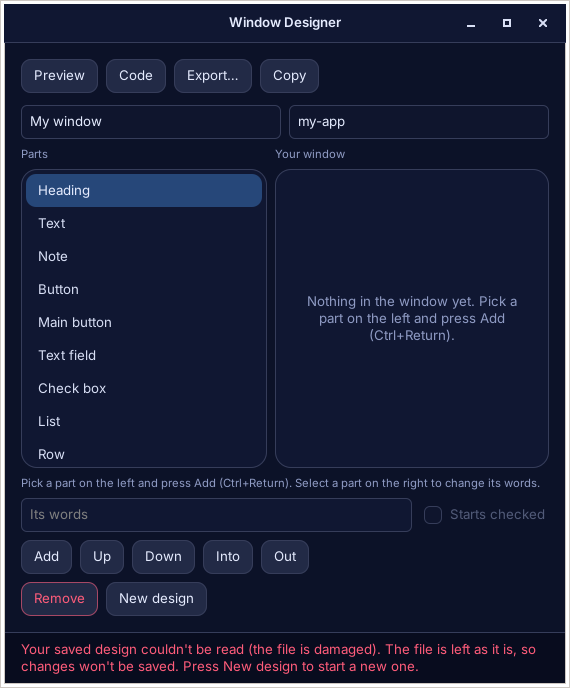 Window Designer
Preview Code Export... Copy
My window my-app
Parts Your window
Heading
Text
Note
Button
Main button
Text field
Check box
List
Row
Nothing in the window yet. Pick a
part on the left and press Add
(Ctrl+Return).
Pick a part on the left and press Add (Ctrl+Return). Select a part on the right to change its words.
Its words Starts checked
Add Up Down Into Out
Remove New design
Your saved design couldn't be read (the file is damaged). The file is left as it is, so
changes won't be saved. Press New design to start a new one.